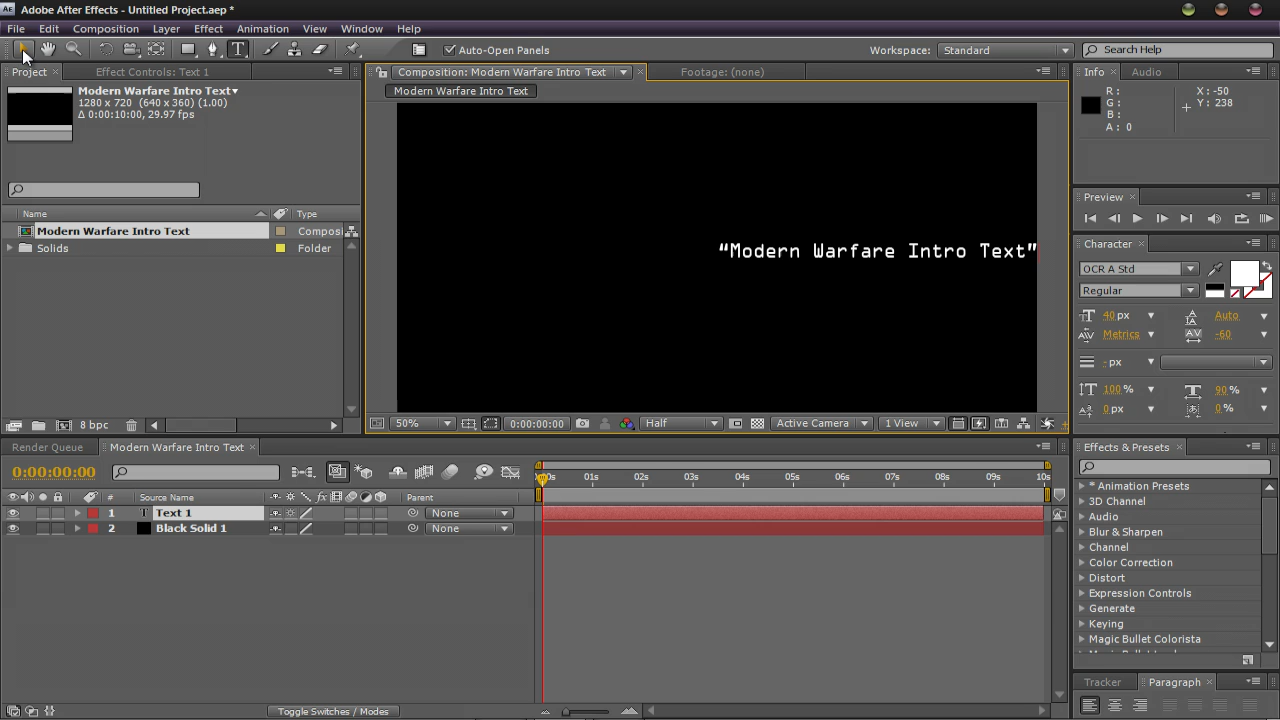 Adobe After Effects - Untitled Project.aep *
File Edit Composition Layer Effect Animation View Window Help
Auto-Open Panels
Workspace: Standard
Search Help
Project
Effect Controls: Text 1
Composition: Modern Warfare Intro Text
Footage: (none)
Info
Audio
Modern Warfare Intro Text
1280 x 720 (640 x 360) (1.00)
Δ 0:00:10:00, 29.97 fps
Modern Warfare Intro Text
R :
G :
B :
A : 0
X : -50
Y : 238
Name
Type
Modern Warfare Intro Text
Compos
Solids
Folder
“Modern Warfare Intro Text”
Preview
Character
OCR A Std
Regular
40 px
Auto
Metrics
-60
- px
100 %
90 %
0 px
0 %
8 bpc
50%
0:00:00:00
Half
Active Camera
1 View
Render Queue
Modern Warfare Intro Text
0:00:00:00
0s 01s 02s 03s 04s 05s 06s 07s 08s 09s 10s
# Source Name
Parent
1 T Text 1
None
2 Black Solid 1
None
Toggle Switches / Modes
Effects & Presets
* Animation Presets
3D Channel
Audio
Blur & Sharpen
Channel
Color Correction
Distort
Expression Controls
Generate
Keying
Magic Bullet Colorista
Tracker
Paragraph